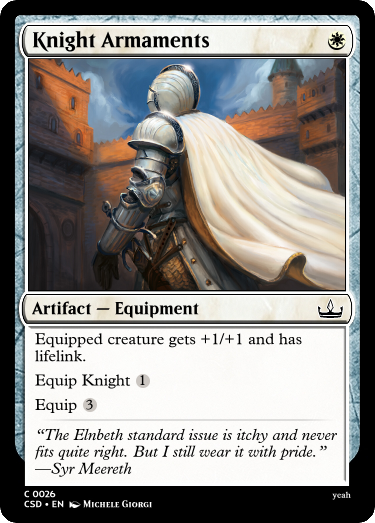 Knight Armaments
Artifact — Equipment
Equipped creature gets +1/+1 and has
lifelink.
Equip Knight 1
Equip 3
“The Elnbeth standard issue is itchy and never
fits quite right. But I still wear it with pride.”
—Syr Meereth
C 0026
CSD • EN Michele Giorgi
yeah